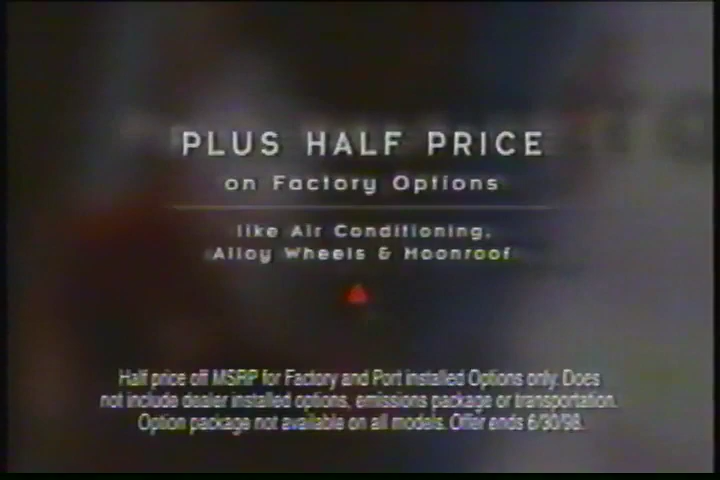 PLUS HALF PRICE
on Factory Options
like Air Conditioning,
Alloy Wheels & Moonroof
Half price off MSRP for Factory and Port installed Options only. Does
not include dealer installed options, emissions package or transportation.
Option package not available on all models. Offer ends 6/30/98.